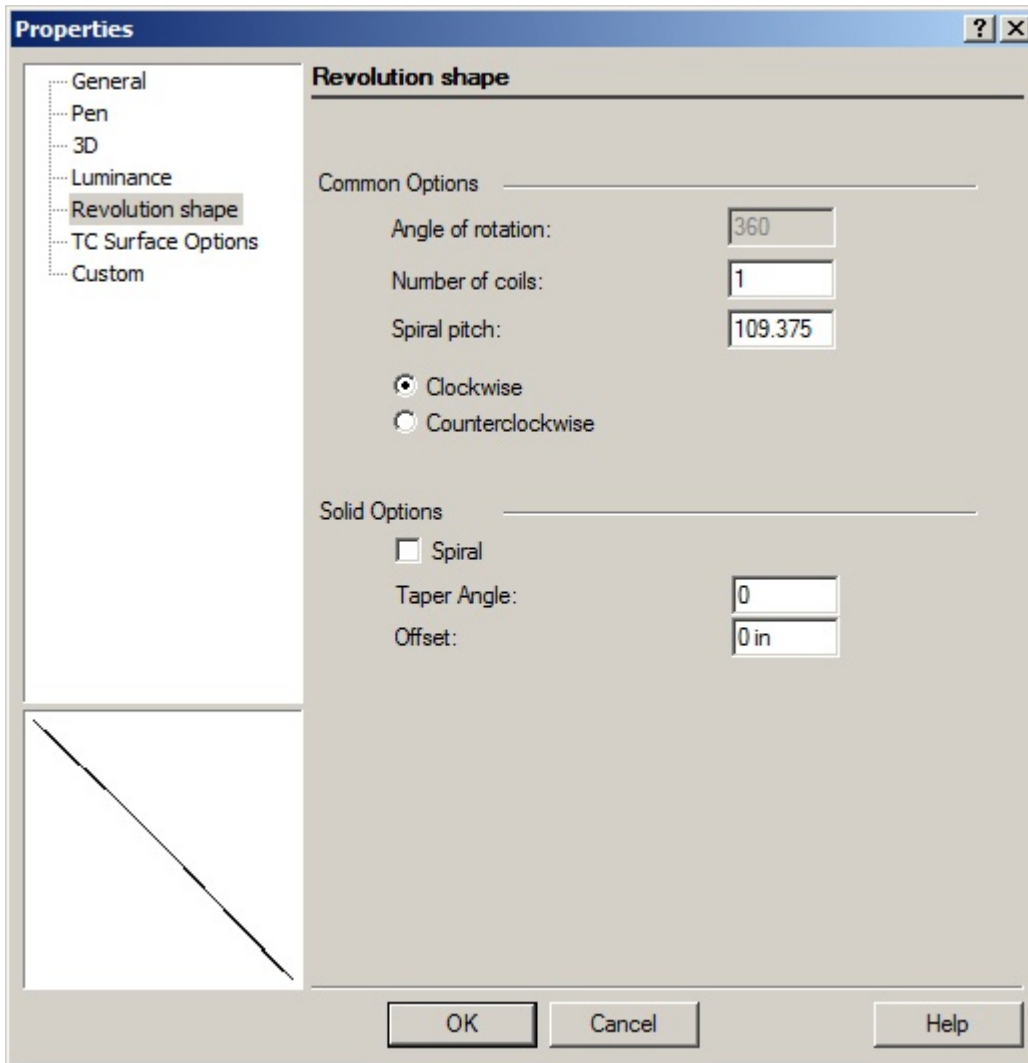 Properties
General
Pen
3D
Luminance
Revolution shape
TC Surface Options
Custom
Revolution shape
Common Options
Angle of rotation: 360
Number of coils: 1
Spiral pitch: 109.375
Clockwise
Counterclockwise
Solid Options
Spiral
Taper Angle: 0
Offset: 0 in
OK Cancel Help